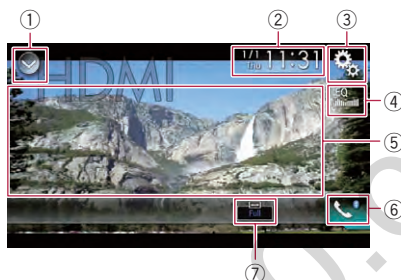 ① ② ③
HDMI
1/1 Thu 11:31
EQ
④
⑤
Full
⑥
⑦